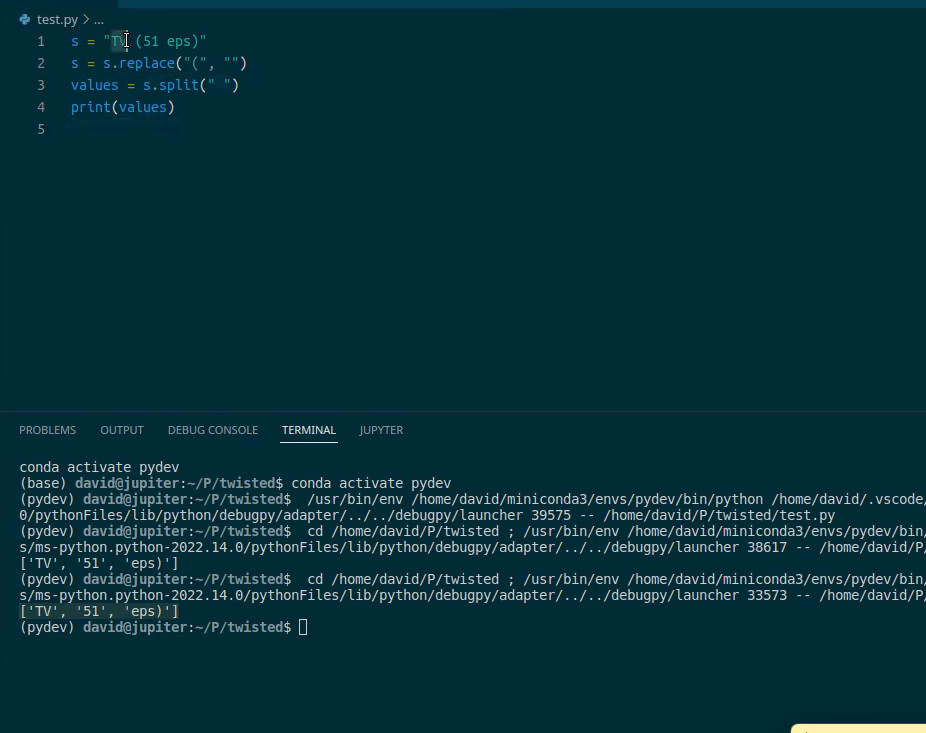 test.py > ...
1 s = "TV (51 eps)"
2 s = s.replace("(", "")
3 values = s.split(" ")
4 print(values)
5
PROBLEMS OUTPUT DEBUG CONSOLE TERMINAL JUPYTER
conda activate pydev
(base) david@jupiter:~/P/twisted$ conda activate pydev
(pydev) david@jupiter:~/P/twisted$  /usr/bin/env /home/david/miniconda3/envs/pydev/bin/python /home/david/.vscode/
0/pythonFiles/lib/python/debugpy/adapter/../../debugpy/launcher 39575 -- /home/david/P/twisted/test.py
(pydev) david@jupiter:~/P/twisted$  cd /home/david/P/twisted ; /usr/bin/env /home/david/miniconda3/envs/pydev/bin/
s/ms-python.python-2022.14.0/pythonFiles/lib/python/debugpy/adapter/../../debugpy/launcher 38617 -- /home/david/P/
['TV', '51', 'eps)']
(pydev) david@jupiter:~/P/twisted$  cd /home/david/P/twisted ; /usr/bin/env /home/david/miniconda3/envs/pydev/bin/
s/ms-python.python-2022.14.0/pythonFiles/lib/python/debugpy/adapter/../../debugpy/launcher 33573 -- /home/david/P/
['TV', '51', 'eps)']
(pydev) david@jupiter:~/P/twisted$